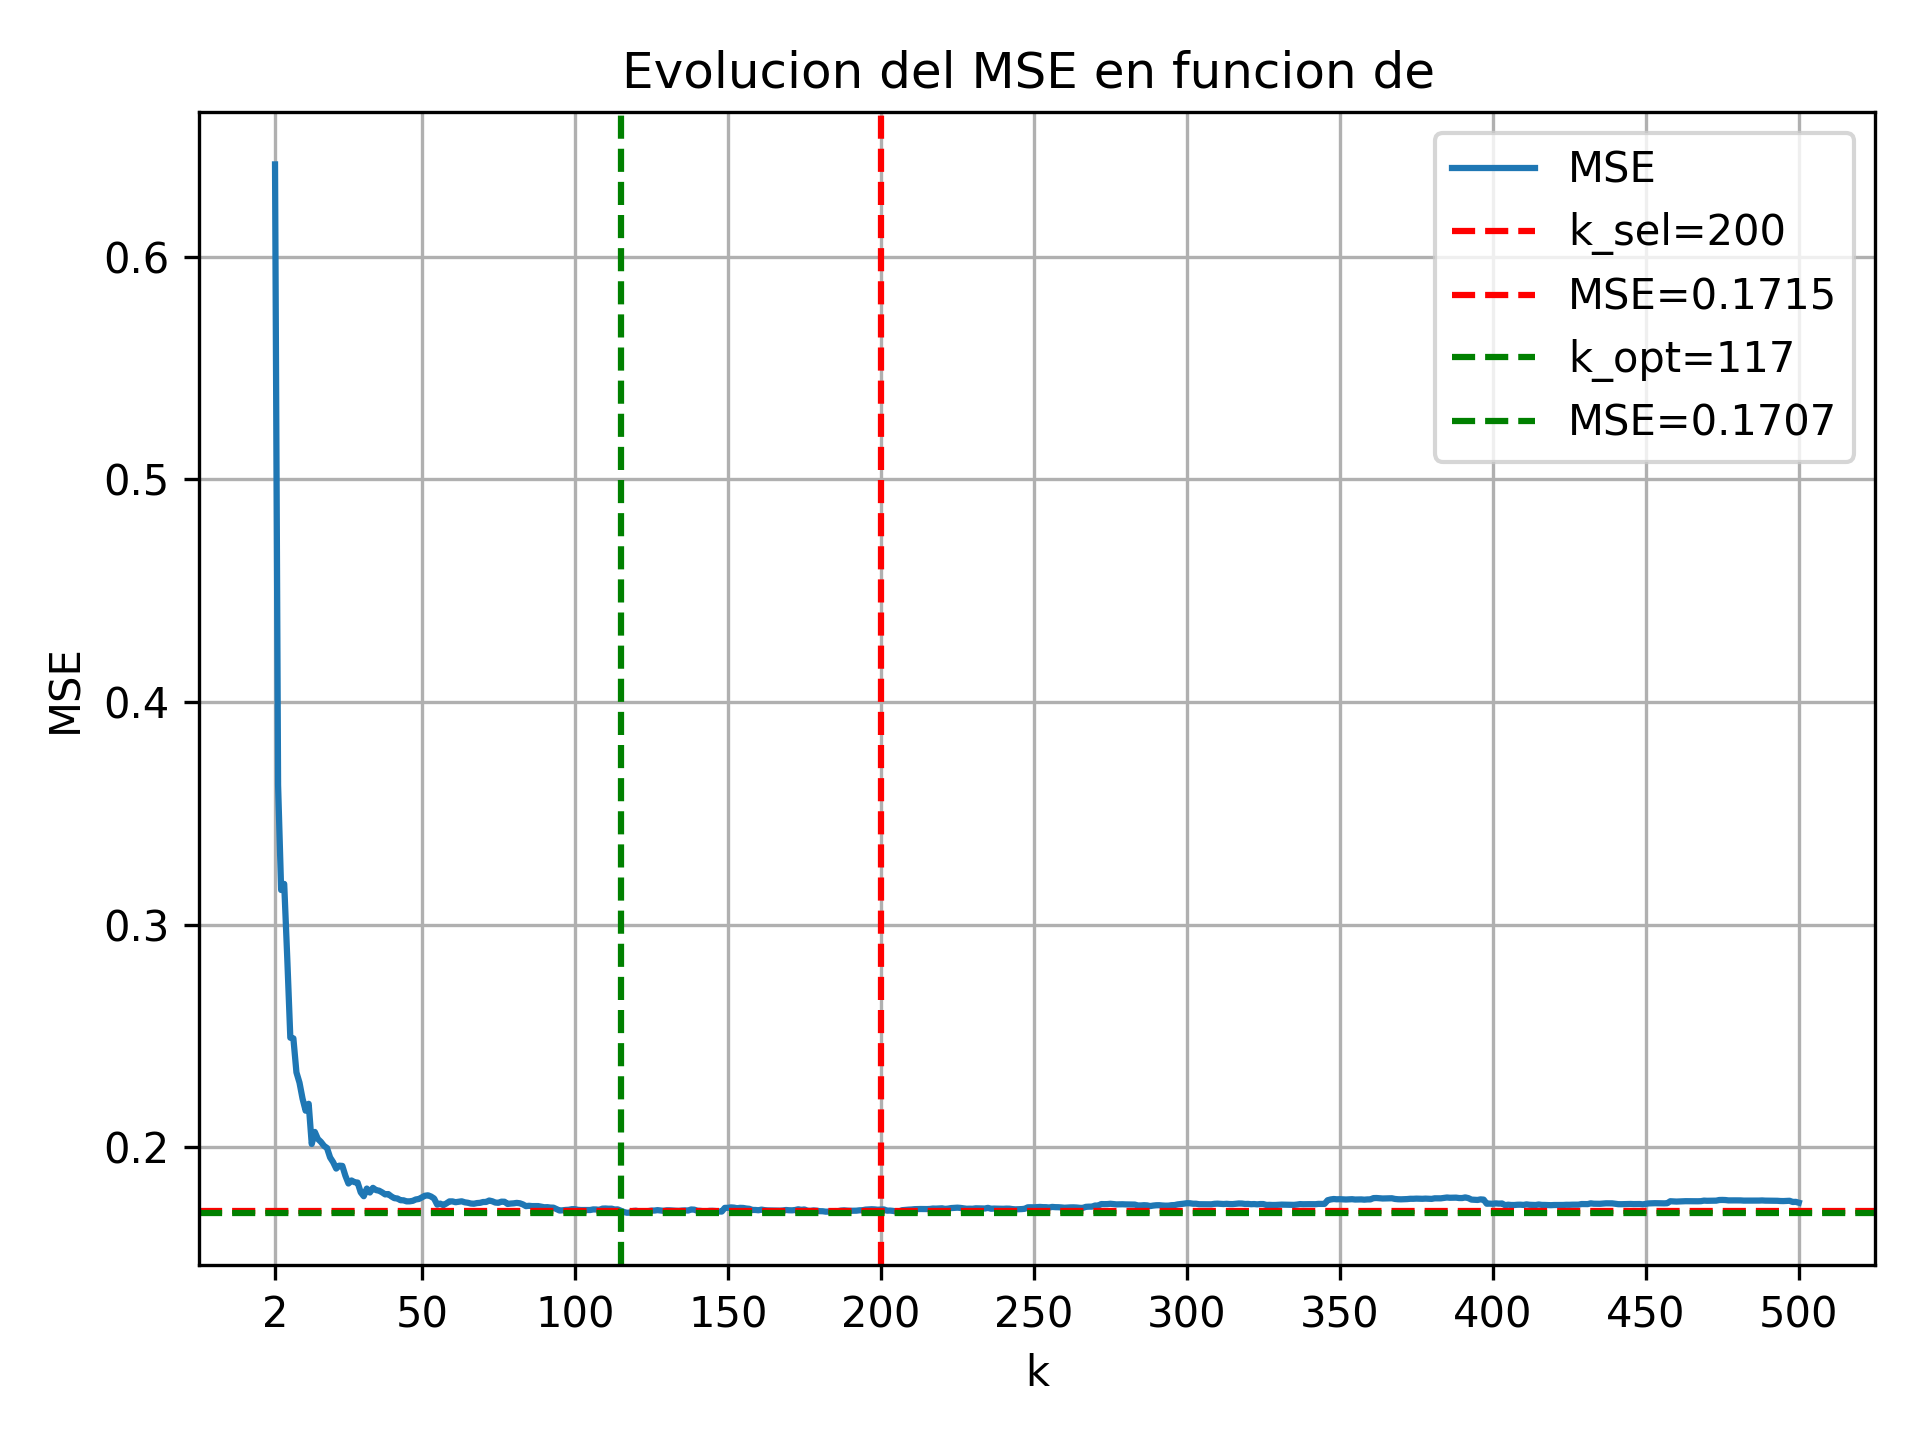 Evolucion del MSE en funcion de
MSE
k_sel=200
MSE=0.1715
k_opt=117
MSE=0.1707
0.6
0.5
0.4
0.3
0.2
MSE
2 50 100 150 200 250 300 350 400 450 500
k